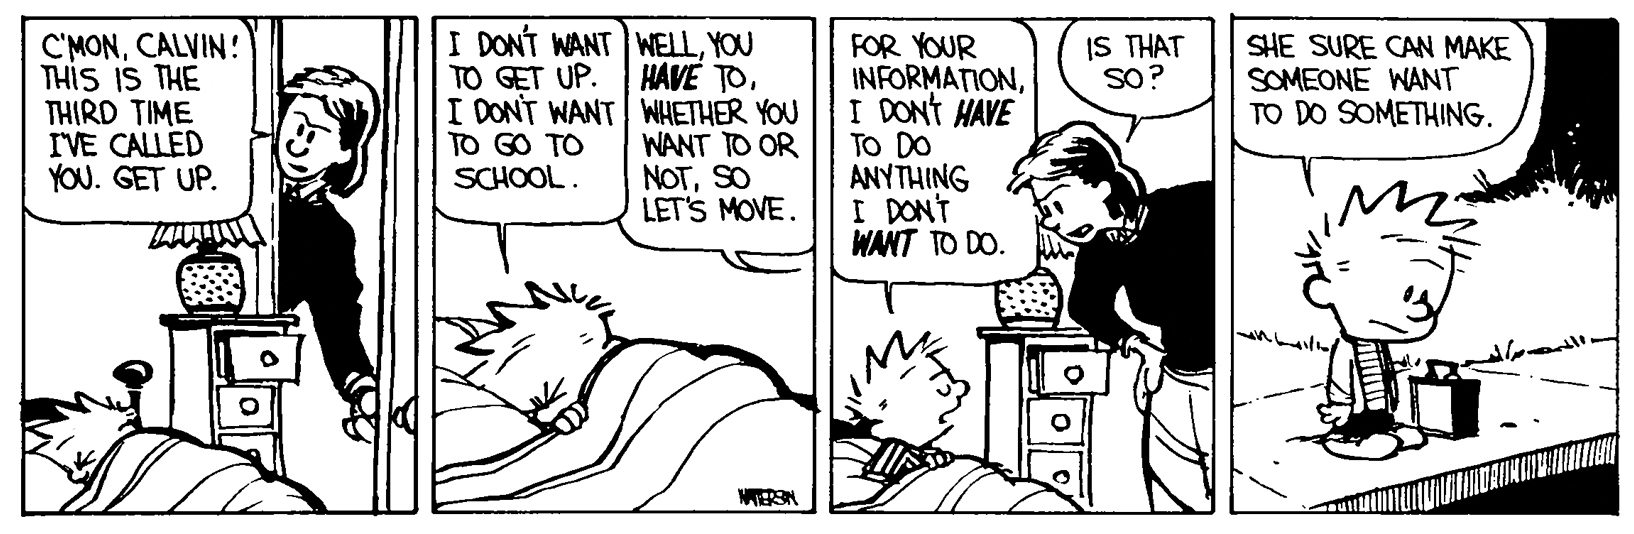 C'MON, CALVIN!
THIS IS THE
THIRD TIME
I'VE CALLED
YOU. GET UP.
I DON'T WANT
TO GET UP.
I DON'T WANT
TO GO TO
SCHOOL.
WELL, YOU
HAVE TO,
WHETHER YOU
WANT TO OR
NOT, SO
LET'S MOVE.
WATTERSON
FOR YOUR
INFORMATION,
I DON'T HAVE
TO DO
ANYTHING
I DON'T
WANT TO DO.
IS THAT
SO?
SHE SURE CAN MAKE
SOMEONE WANT
TO DO SOMETHING.